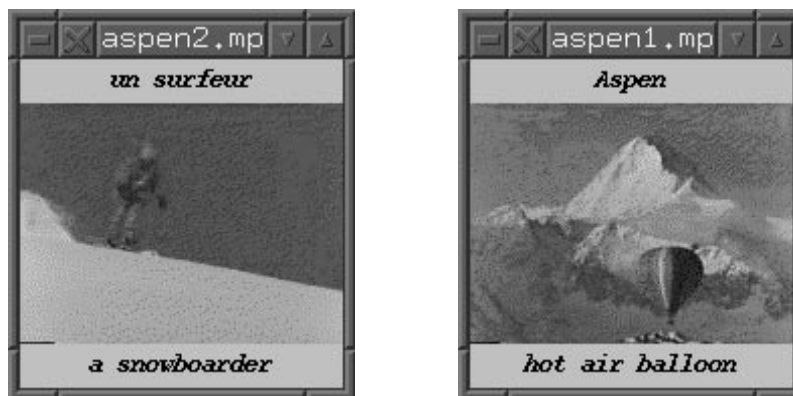 aspen2.mp
un surfeur
a snowboarder
aspen1.mp
Aspen
hot air balloon